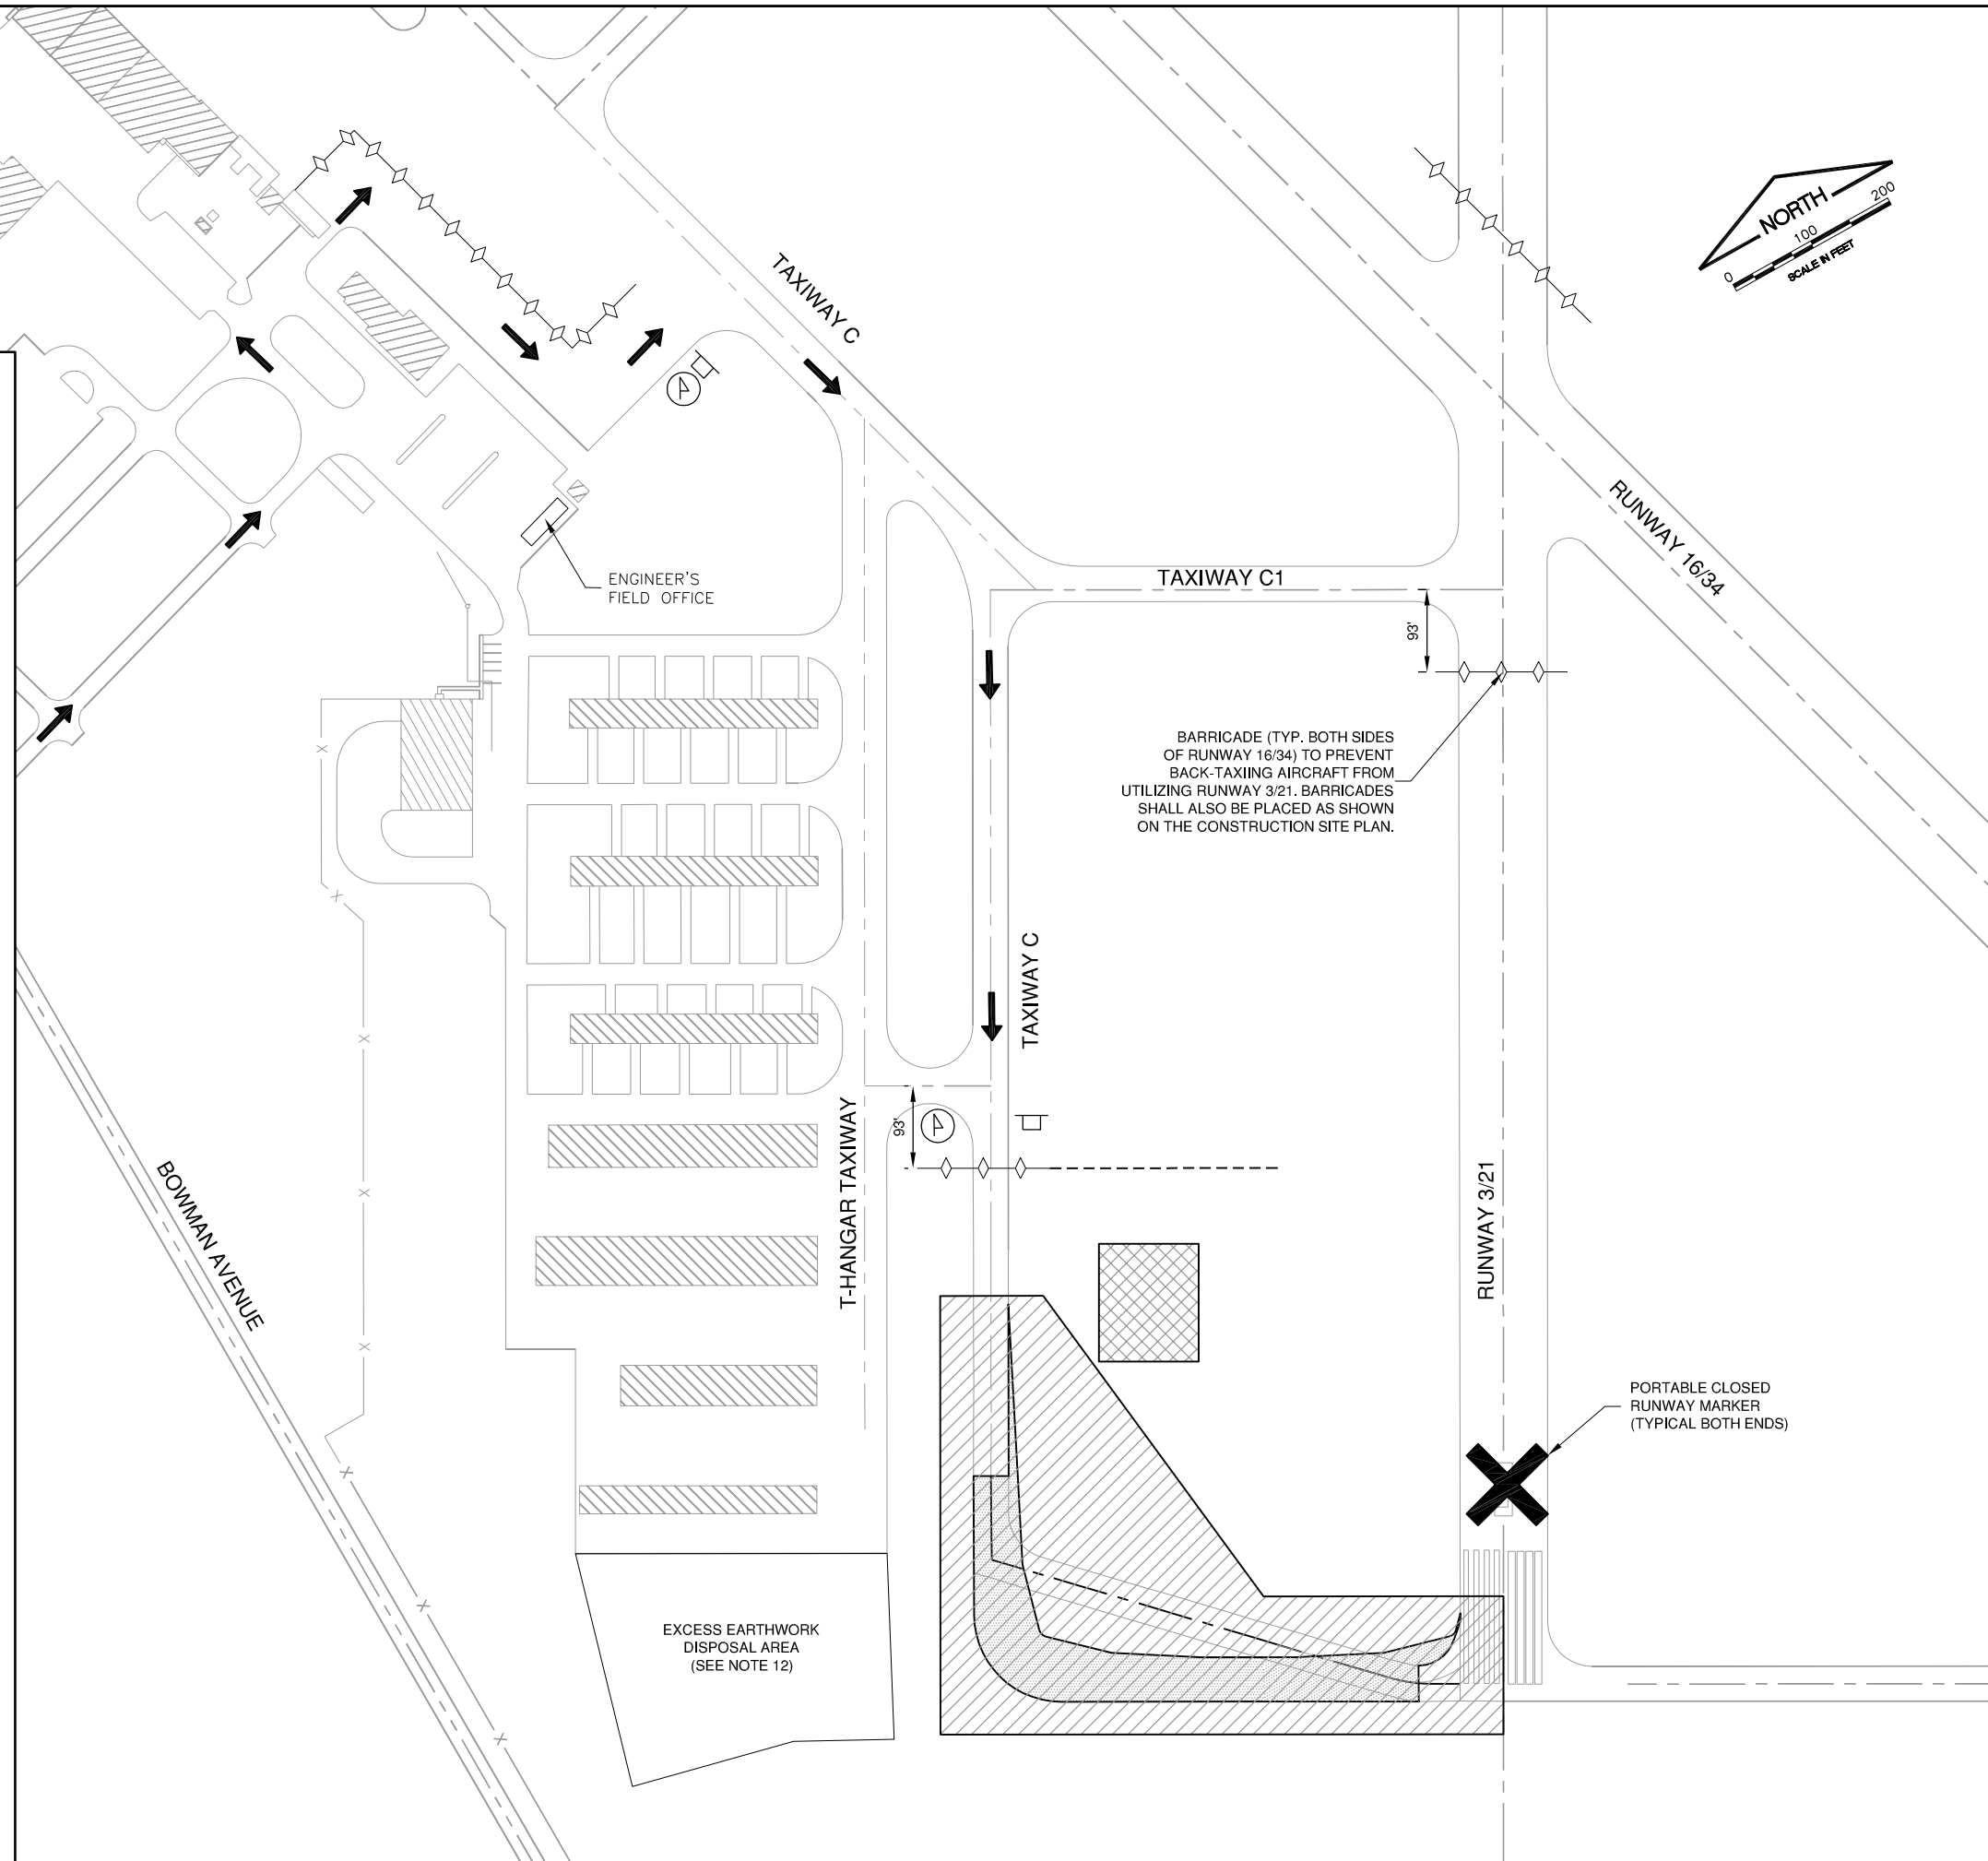 TAXIWAY C
NORTH
0
100
200
SCALE IN FEET
RUNWAY 16/34
A
ENGINEER'S
FIELD OFFICE
TAXIWAY C1
93'
BARRICADE (TYP. BOTH SIDES
OF RUNWAY 16/34) TO PREVENT
BACK-TAXIING AIRCRAFT FROM
UTILIZING RUNWAY 3/21. BARRICADES
SHALL ALSO BE PLACED AS SHOWN
ON THE CONSTRUCTION SITE PLAN.
TAXIWAY C
93'
A
T-HANGAR TAXIWAY
BOWMAN AVENUE
RUNWAY 3/21
PORTABLE CLOSED
RUNWAY MARKER
(TYPICAL BOTH ENDS)
EXCESS EARTHWORK
DISPOSAL AREA
(SEE NOTE 12)